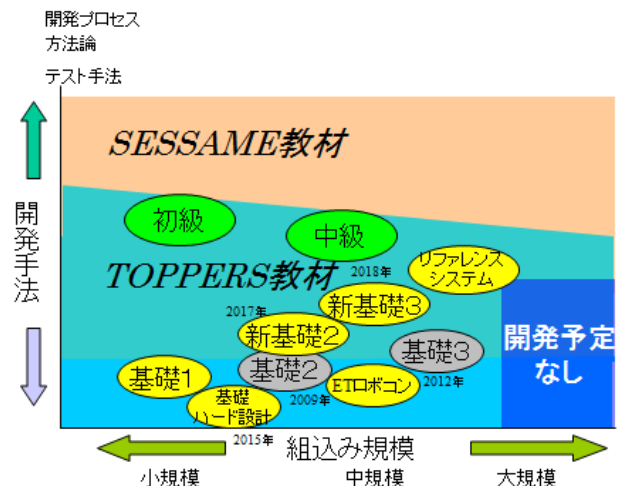 開発プロセス
方法論
テスト手法
SESSAME教材
初級
中級
開発手法
TOPPERS教材
2018年
リファレンス
システム
2017年
新基礎3
新基礎2
開発予定
なし
基礎3
基礎1
基礎2
ETロボコン
2012年
基礎
ハード設計
2009年
2015年
組込み規模
小規模
中規模
大規模